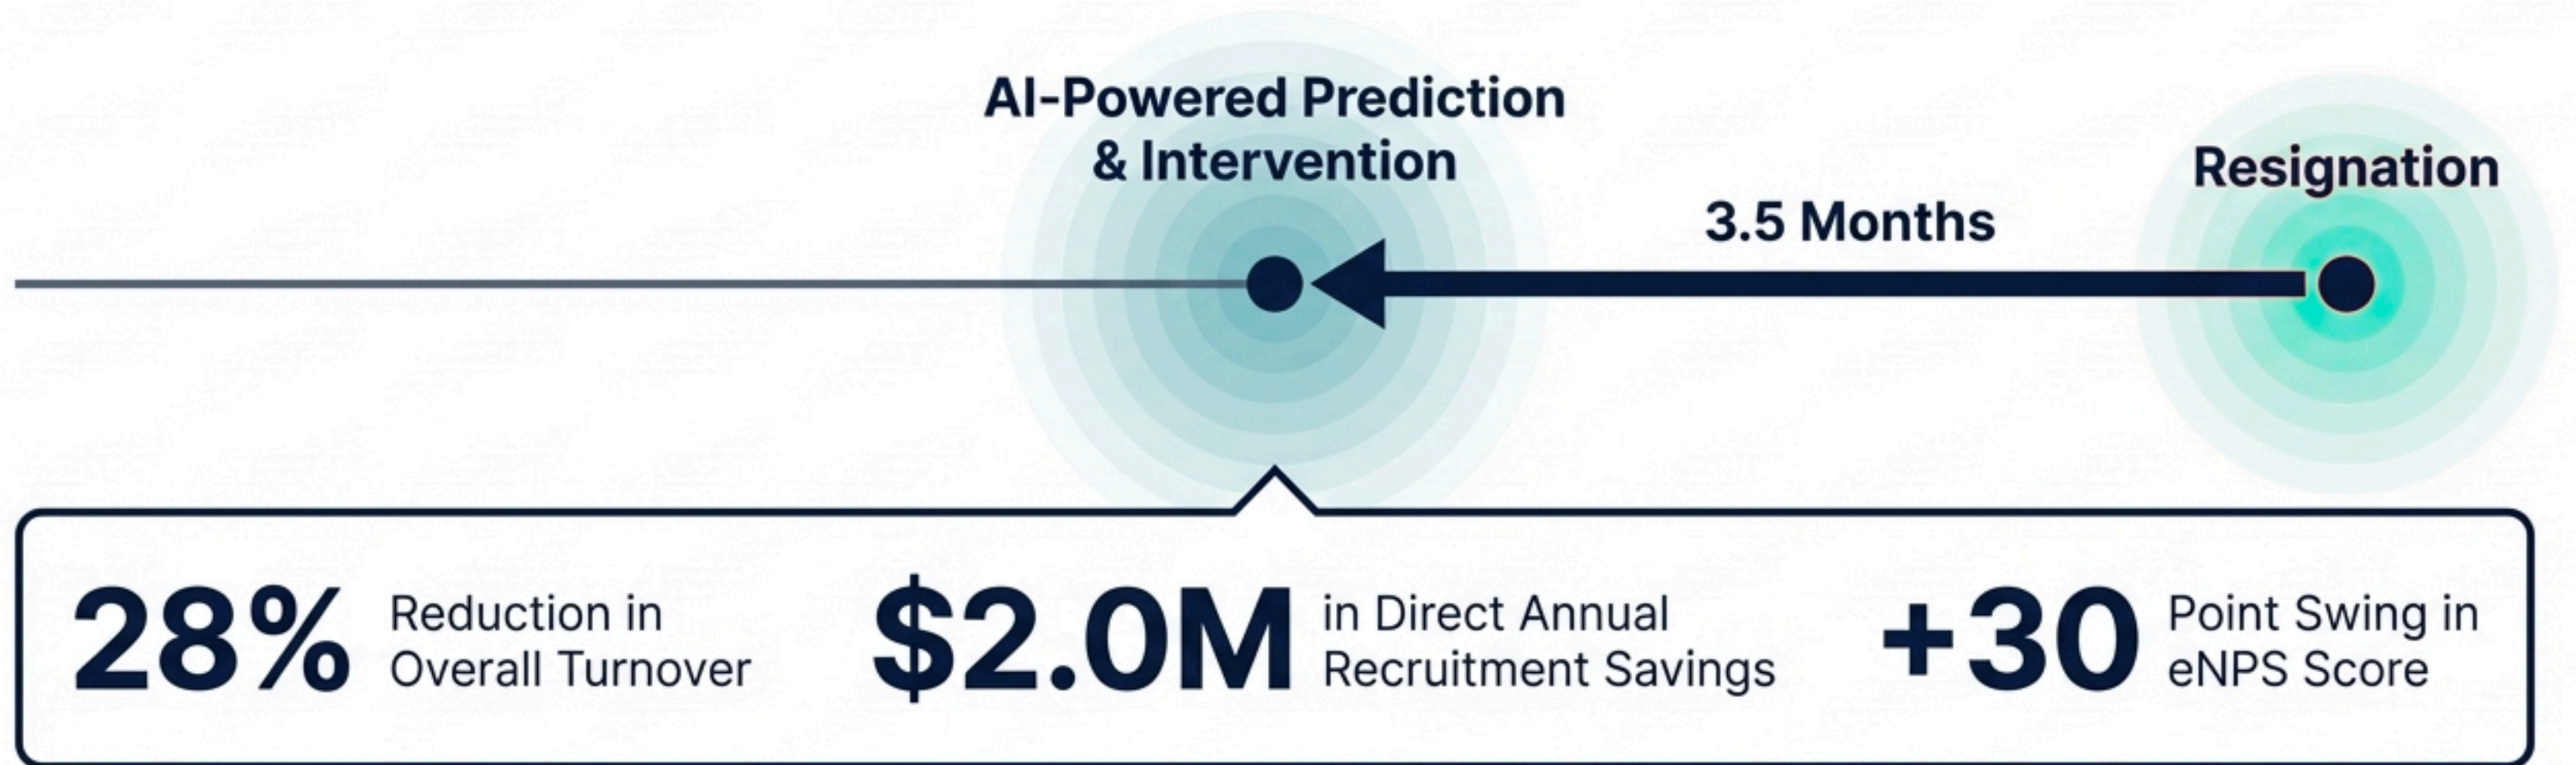 AI-Powered Prediction
& Intervention
Resignation
3.5 Months
28%
Reduction in
Overall Turnover
$2.0M
in Direct Annual
Recruitment Savings
+30
Point Swing in
eNPS Score